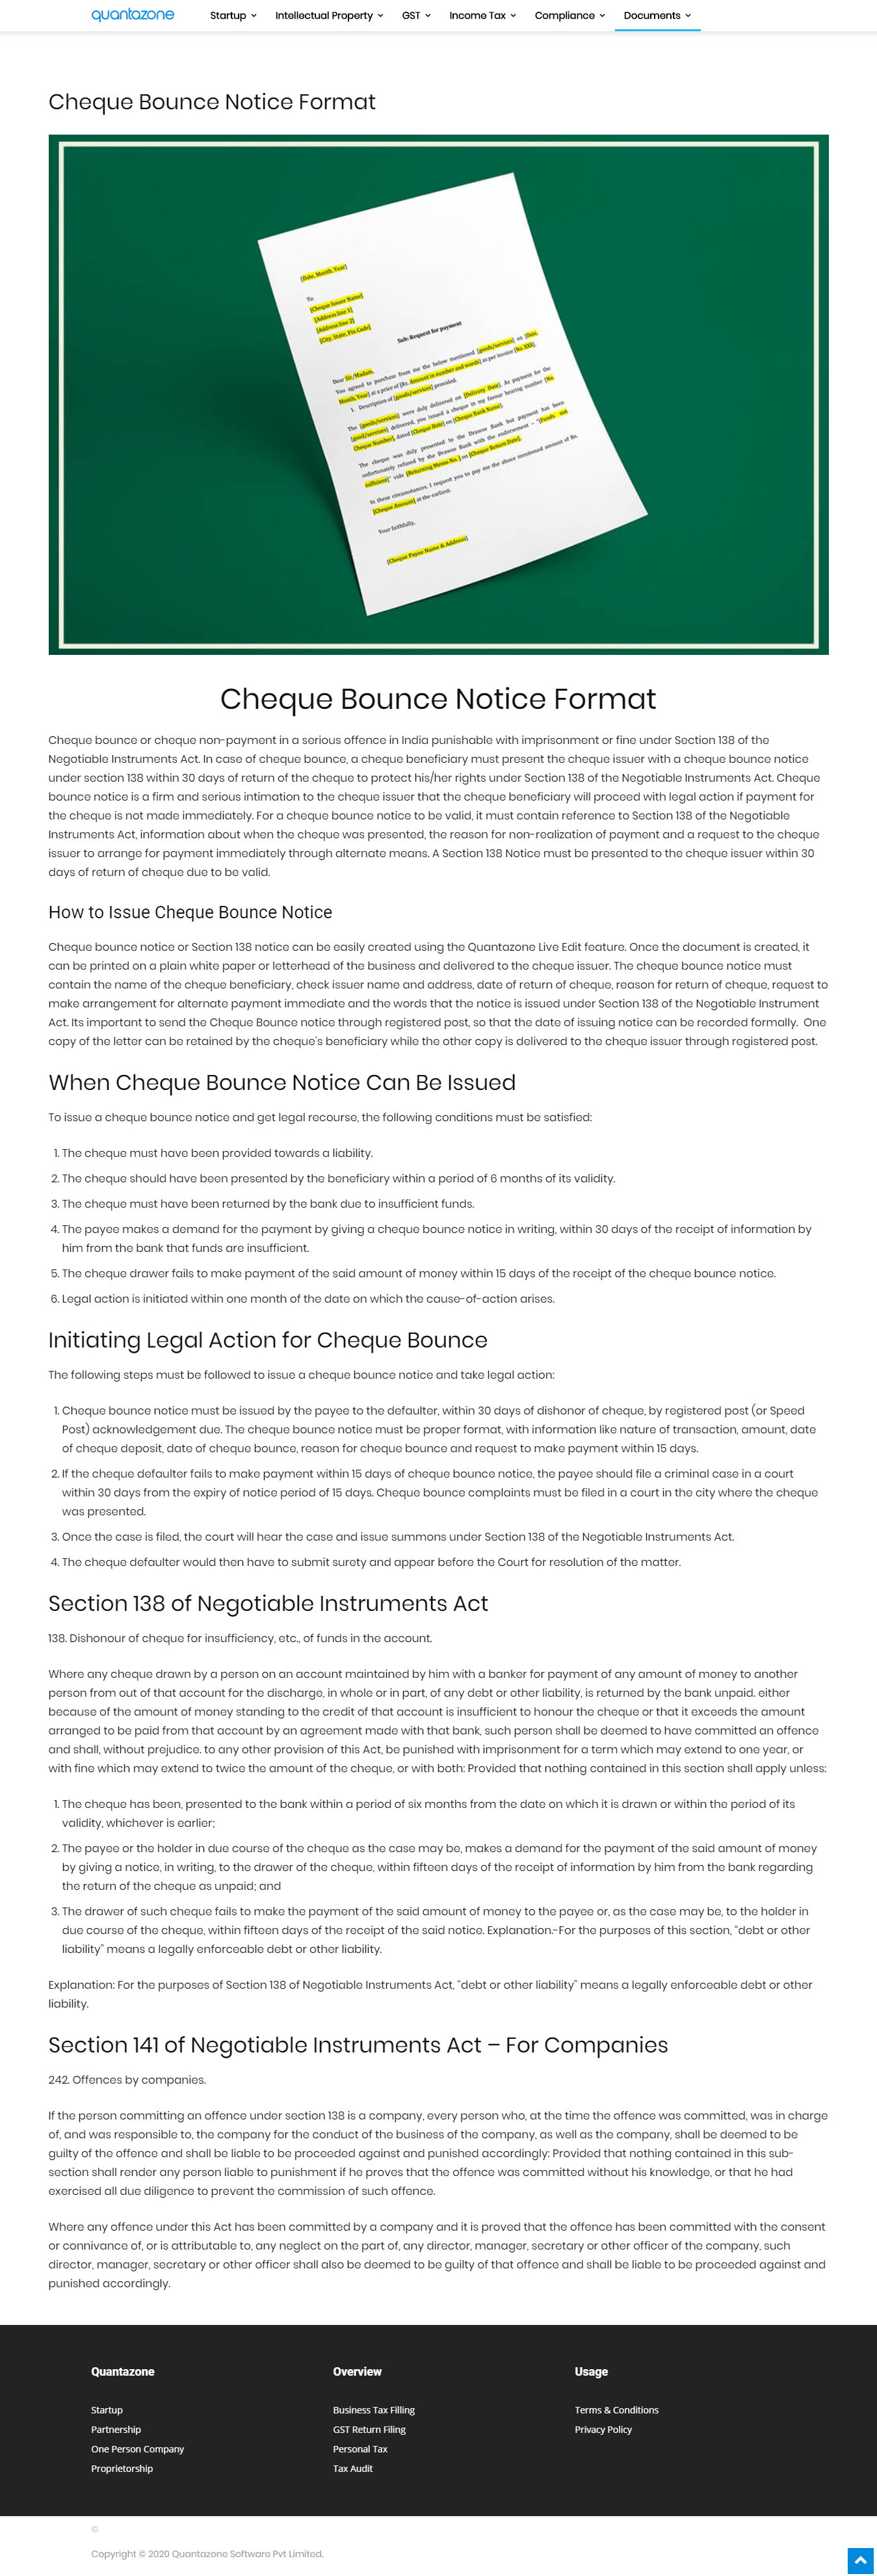 quantazone Startup Intellectual Property GST Income Tax Compliance Documents
Cheque Bounce Notice Format
[Date, Month, Year]
To
[Cheque Issuer Name]
[Address line 1]
[Address line 2]
[City, State, Pin Code]
Sub: Request for payment
Dear Sir/Madam,
You agreed to purchase from me the below mentioned [goods/services] on [Date,
Month, Year] at a price of [Rs. Amount in number and words] as per invoice [No. XXX].
1. Description of [goods/services] provided.
The [goods/services] were duly delivered on [Delivery Date]. As payment for the
[good/services] delivered, you issued a cheque in my favour bearing number [No
Cheque Number], dated [Cheque Date] on [Cheque Bank Name].
The cheque was duly presented to the Drawee Bank but payment has been
unfortunately refused by the Drawee Bank with the endorsement – "[Funds not
sufficient]" vide [Returning Memo No.] on [Cheque Return Date].
In these circumstances, I request you to pay me the above mentioned amount of Rs.
[Cheque Amount] at the earliest.
Your faithfully,
[Cheque Payee Name & Address]
Cheque Bounce Notice Format
Cheque bounce or cheque non-payment in a serious offence in India punishable with imprisonment or fine under Section 138 of the
Negotiable Instruments Act. In case of cheque bounce, a cheque beneficiary must present the cheque issuer with a cheque bounce notice
under section 138 within 30 days of return of the cheque to protect his/her rights under Section 138 of the Negotiable Instruments Act. Cheque
bounce notice is a firm and serious intimation to the cheque issuer that the cheque beneficiary will proceed with legal action if payment for
the cheque is not made immediately. For a cheque bounce notice to be valid, it must contain reference to Section 138 of the Negotiable
Instruments Act, information about when the cheque was presented, the reason for non-realization of payment and a request to the cheque
issuer to arrange for payment immediately through alternate means. A Section 138 Notice must be presented to the cheque issuer within 30
days of return of cheque due to be valid.
How to Issue Cheque Bounce Notice
Cheque bounce notice or Section 138 notice can be easily created using the Quantazone Live Edit feature. Once the document is created, it
can be printed on a plain white paper or letterhead of the business and delivered to the cheque issuer. The cheque bounce notice must
contain the name of the cheque beneficiary, check issuer name and address, date of return of cheque, reason for return of cheque, request to
make arrangement for alternate payment immediate and the words that the notice is issued under Section 138 of the Negotiable Instrument
Act. Its important to send the Cheque Bounce notice through registered post, so that the date of issuing notice can be recorded formally. One
copy of the letter can be retained by the cheque's beneficiary while the other copy is delivered to the cheque issuer through registered post.
When Cheque Bounce Notice Can Be Issued
To issue a cheque bounce notice and get legal recourse, the following conditions must be satisfied:
1. The cheque must have been provided towards a liability.
2. The cheque should have been presented by the beneficiary within a period of 6 months of its validity.
3. The cheque must have been returned by the bank due to insufficient funds.
4. The payee makes a demand for the payment by giving a cheque bounce notice in writing, within 30 days of the receipt of information by
him from the bank that funds are insufficient.
5. The cheque drawer fails to make payment of the said amount of money within 15 days of the receipt of the cheque bounce notice.
6. Legal action is initiated within one month of the date on which the cause-of-action arises.
Initiating Legal Action for Cheque Bounce
The following steps must be followed to issue a cheque bounce notice and take legal action:
1. Cheque bounce notice must be issued by the payee to the defaulter, within 30 days of dishonor of cheque, by registered post (or Speed
Post) acknowledgement due. The cheque bounce notice must be proper format, with information like nature of transaction, amount, date
of cheque deposit, date of cheque bounce, reason for cheque bounce and request to make payment within 15 days.
2. If the cheque defaulter fails to make payment within 15 days of cheque bounce notice, the payee should file a criminal case in a court
within 30 days from the expiry of notice period of 15 days. Cheque bounce complaints must be filed in a court in the city where the cheque
was presented.
3. Once the case is filed, the court will hear the case and issue summons under Section 138 of the Negotiable Instruments Act.
4. The cheque defaulter would then have to submit surety and appear before the Court for resolution of the matter.
Section 138 of Negotiable Instruments Act
138. Dishonour of cheque for insufficiency, etc., of funds in the account.
Where any cheque drawn by a person on an account maintained by him with a banker for payment of any amount of money to another
person from out of that account for the discharge, in whole or in part, of any debt or other liability, is returned by the bank unpaid. either
because of the amount of money standing to the credit of that account is insufficient to honour the cheque or that it exceeds the amount
arranged to be paid from that account by an agreement made with that bank, such person shall be deemed to have committed an offence
and shall, without prejudice. to any other provision of this Act, be punished with imprisonment for a term which may extend to one year, or
with fine which may extend to twice the amount of the cheque, or with both: Provided that nothing contained in this section shall apply unless:
1. The cheque has been, presented to the bank within a period of six months from the date on which it is drawn or within the period of its
validity, whichever is earlier;
2. The payee or the holder in due course of the cheque as the case may be, makes a demand for the payment of the said amount of money
by giving a notice, in writing, to the drawer of the cheque, within fifteen days of the receipt of information by him from the bank regarding
the return of the cheque as unpaid; and
3. The drawer of such cheque fails to make the payment of the said amount of money to the payee or, as the case may be, to the holder in
due course of the cheque, within fifteen days of the receipt of the said notice. Explanation.-For the purposes of this section, "debt or other
liability" means a legally enforceable debt or other liability.
Explanation: For the purposes of Section 138 of Negotiable Instruments Act, "debt or other liability" means a legally enforceable debt or other
liability.
Section 141 of Negotiable Instruments Act – For Companies
242. Offences by companies.
If the person committing an offence under section 138 is a company, every person who, at the time the offence was committed, was in charge
of, and was responsible to, the company for the conduct of the business of the company, as well as the company, shall be deemed to be
guilty of the offence and shall be liable to be proceeded against and punished accordingly: Provided that nothing contained in this sub-
section shall render any person liable to punishment if he proves that the offence was committed without his knowledge, or that he had
exercised all due diligence to prevent the commission of such offence.
Where any offence under this Act has been committed by a company and it is proved that the offence has been committed with the consent
or connivance of, or is attributable to, any neglect on the part of, any director, manager, secretary or other officer of the company, such
director, manager, secretary or other officer shall also be deemed to be guilty of that offence and shall be liable to be proceeded against and
punished accordingly.
Quantazone Overview Usage
Startup Business Tax Filling Terms & Conditions
Partnership GST Return Filing Privacy Policy
One Person Company Personal Tax
Proprietorship Tax Audit
©
Copyright © 2020 Quantazone Software Pvt Limited.